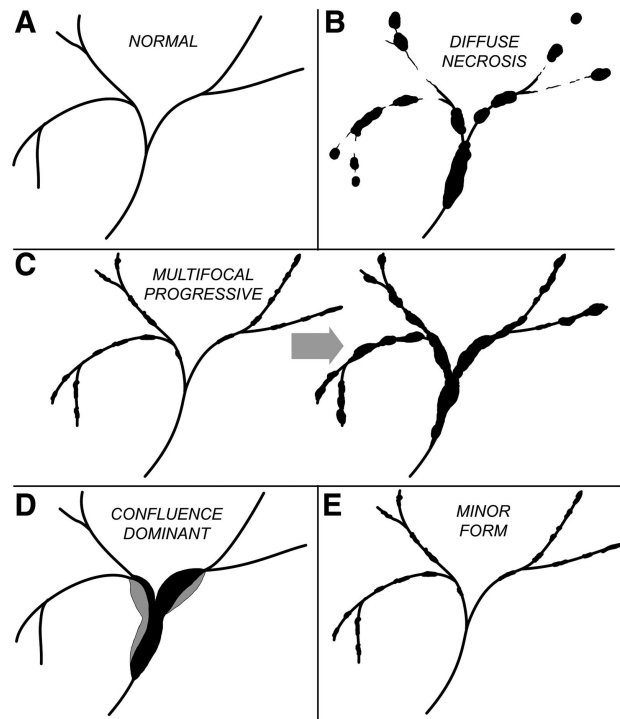 A
NORMAL
B
DIFFUSE
NECROSIS
C
MULTIFOCAL
PROGRESSIVE
D
CONFLUENCE
DOMINANT
E
MINOR
FORM